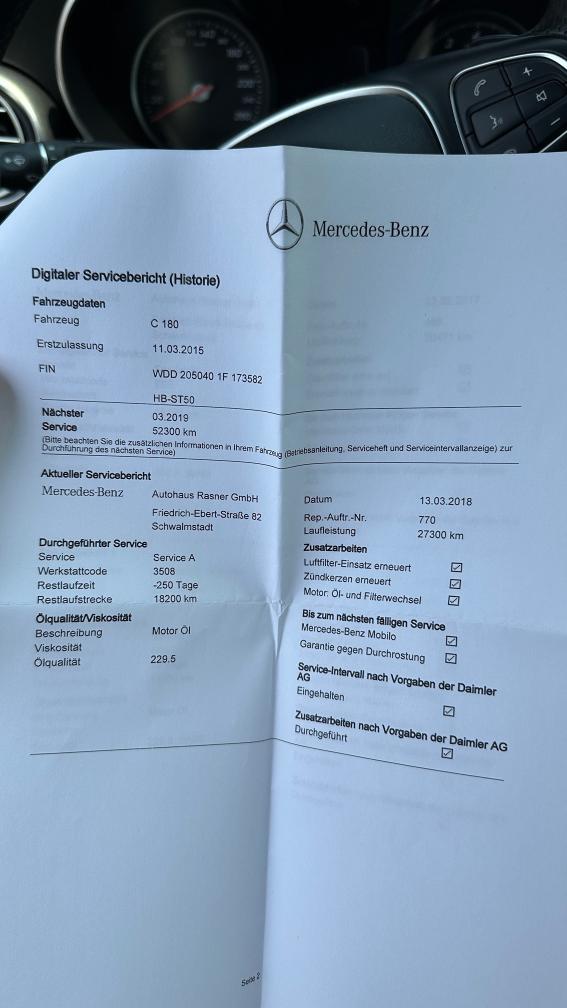 Mercedes-Benz
Digitaler Servicebericht (Historie)
Fahrzeugdaten
Fahrzeug C 180
Erstzulassung 11.03.2015
FIN WDD 205040 1F 173582
HB-ST50
Nächster 03.2019
Service 52300 km
(Bitte beachten Sie die zusätzlichen Informationen in Ihrem Fahrzeug (Betriebsanleitung, Serviceheft und Serviceintervallanzeige) zur
Durchführung des nächsten Service)
Aktueller Servicebericht
Mercedes-Benz Autohaus Rasner GmbH
Friedrich-Ebert-Straße 82
Schwalmstadt
Durchgeführter Service
Service Service A
Werkstattcode 3508
Restlaufzeit -250 Tage
Restlaufstrecke 18200 km
Ölqualität/Viskosität
Beschreibung Motor Öl
Viskosität
Ölqualität 229.5
Datum 13.03.2018
Rep.-Auftr.-Nr. 770
Laufleistung 27300 km
Zusatzarbeiten
Luftfilter-Einsatz erneuert
Zündkerzen erneuert
Motor: Öl- und Filterwechsel
Bis zum nächsten fälligen Service
Mercedes-Benz Mobilo
Garantie gegen Durchrostung
Service-Intervall nach Vorgaben der Daimler
AG
Eingehalten
Zusatzarbeiten nach Vorgaben der Daimler AG
Durchgeführt
Seite 2